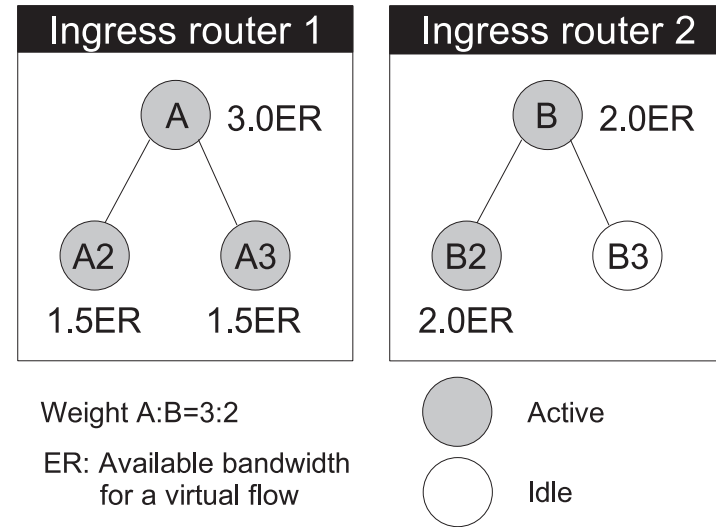 Ingress router 1
A 3.0ER
A2 A3
1.5ER 1.5ER
Ingress router 2
B 2.0ER
B2 B3
2.0ER
Weight A:B=3:2
ER: Available bandwidth
for a virtual flow
Active
Idle